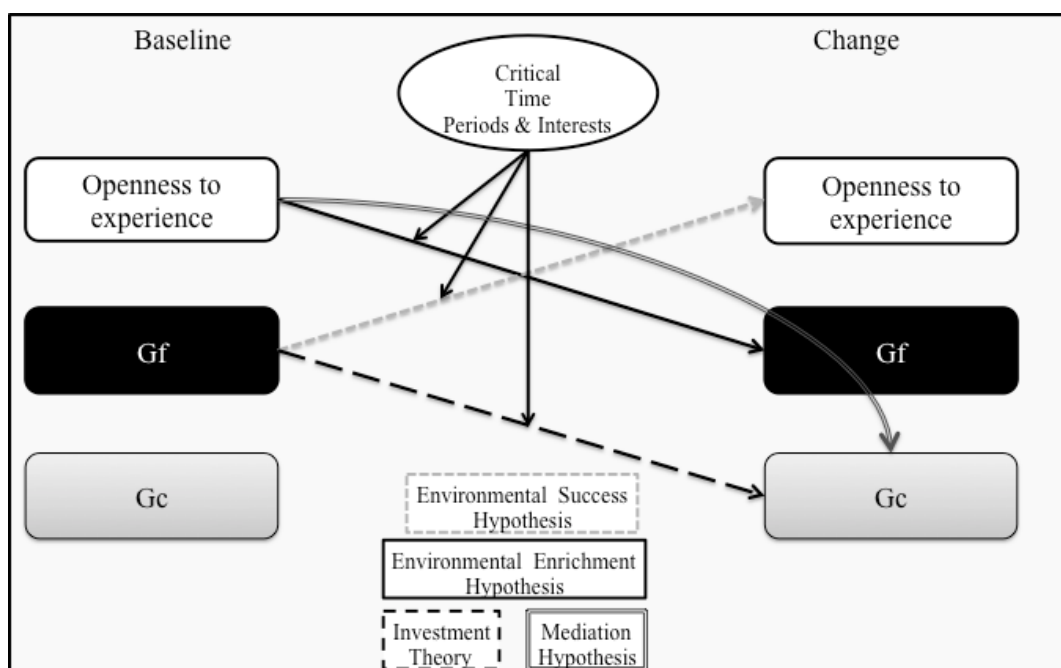 Baseline
Change
Critical
Time
Periods & Interests
Openness to
experience
Openness to
experience
Gf
Gf
Gc
Gc
Environmental Success
Hypothesis
Environmental Enrichment
Hypothesis
Investment
Theory
Mediation
Hypothesis